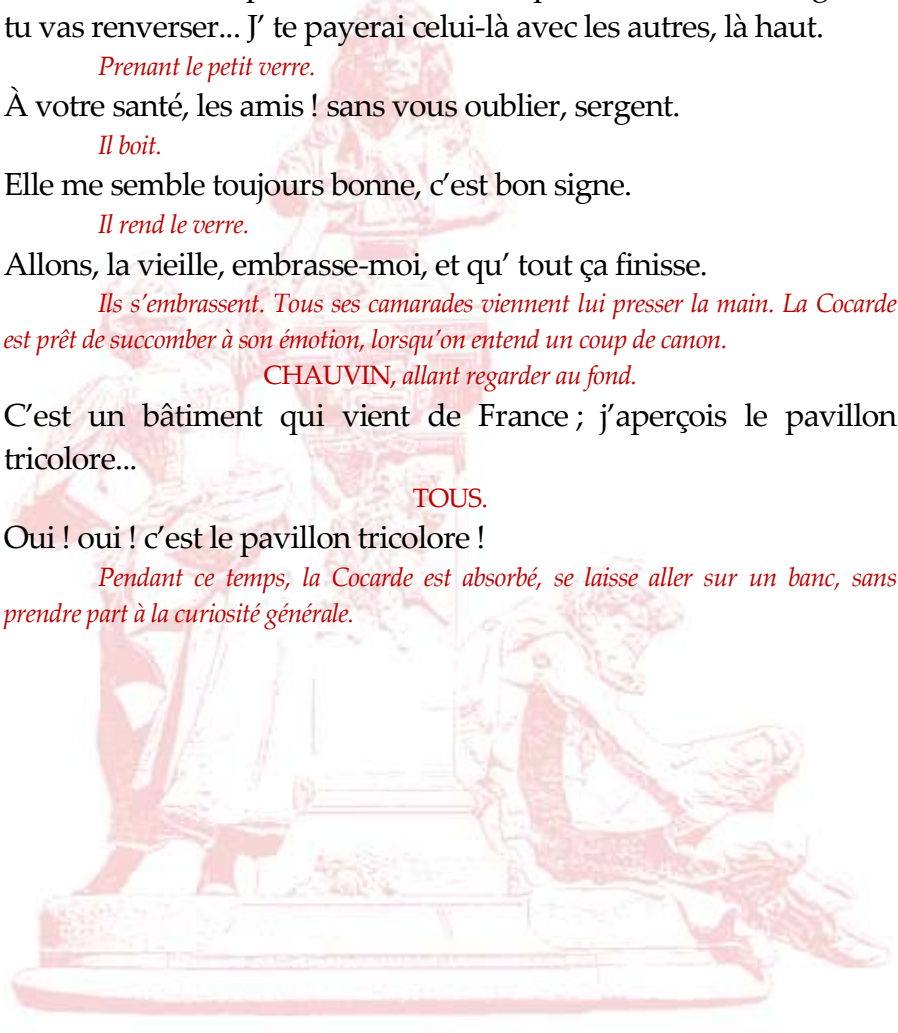 tu vas renverser... J’ te payerai celui-là avec les autres, là haut.
Prenant le petit verre.
À votre santé, les amis ! sans vous oublier, sergent.
Il boit.
Elle me semble toujours bonne, c’est bon signe.
Il rend le verre.
Allons, la vieille, embrasse-moi, et qu’ tout ça finisse.
Ils s’embrassent. Tous ses camarades viennent lui presser la main. La Cocarde
est prêt de succomber à son émotion, lorsqu’on entend un coup de canon.
CHAUVIN, allant regarder au fond.
C’est un bâtiment qui vient de France ; j’aperçois le pavillon
tricolore...
TOUS.
Oui ! oui ! c’est le pavillon tricolore !
Pendant ce temps, la Cocarde est absorbé, se laisse aller sur un banc, sans
prendre part à la curiosité générale.